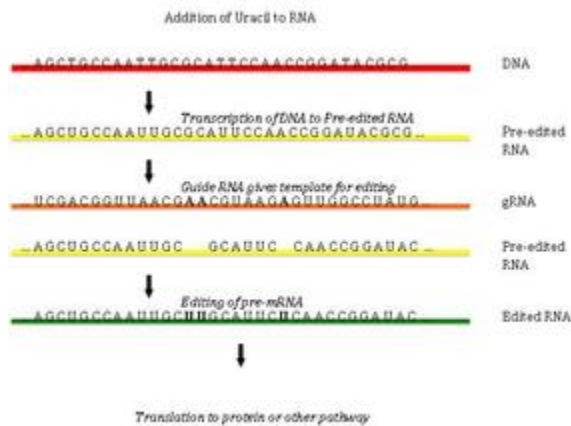 Addition of Uracil to RNA
...AGCTGCCAATTGCGCATTCCAACCGGATACGCG...
DNA
Transcription of DNA to Pre-edited RNA
...AGCUGCCAAUUGCGCAUUCCAACCGGAUACGCG...
Pre-edited
RNA
Guide RNA gives template for editing
...UCGACGGUUAACGAACGUAAGAGUUGGCCUAUG...
gRNA
...AGCUGCCAAUUGC GCAUUC CAACCGGAUAC...
Pre-edited
RNA
Editing of pre-mRNA
...AGCUGCCAAUUGCUUGCAUUCUCAACCGGAUAC...
Edited RNA
Translation to protein or other pathway